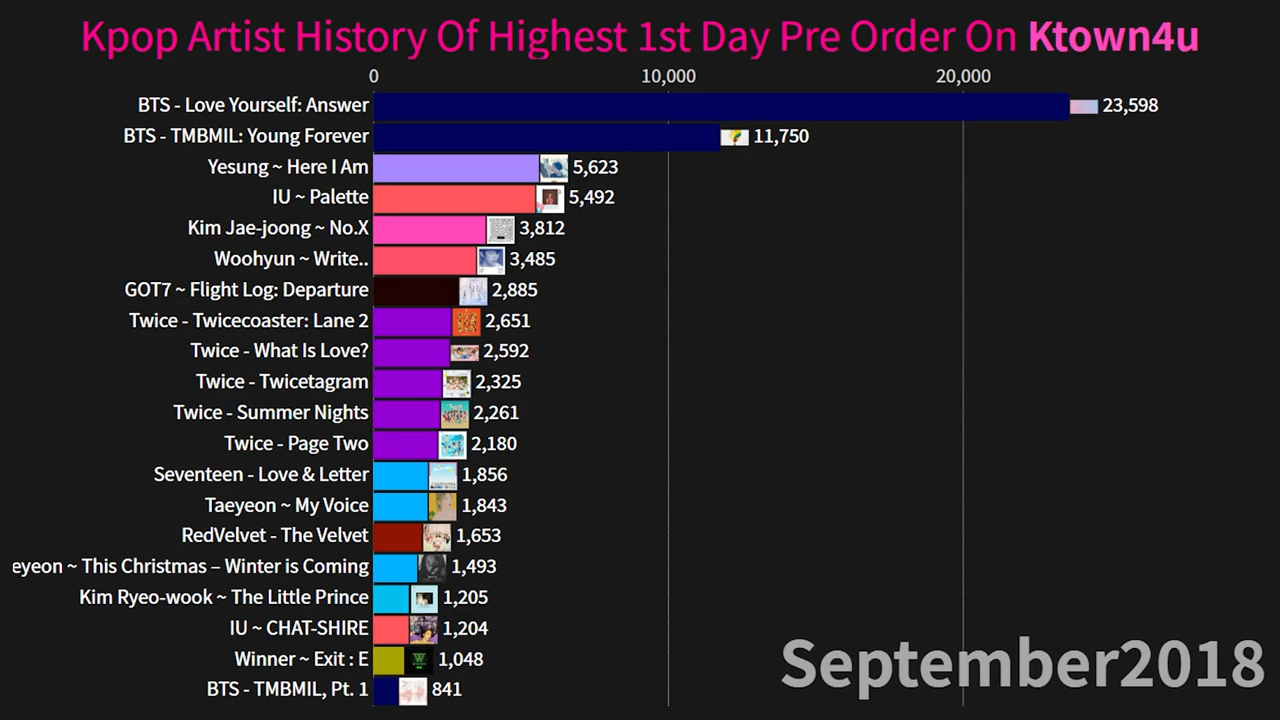 Kpop Artist History Of Highest 1st Day Pre Order On Ktown4u
0 10,000 20,000
BTS - Love Yourself: Answer 23,598
BTS - TMBMIL: Young Forever 11,750
Yesung ~ Here I Am 5,623
IU ~ Palette 5,492
Kim Jae-joong ~ No.X 3,812
Woohyun ~ Write.. 3,485
GOT7 ~ Flight Log: Departure 2,885
Twice - Twicecoaster: Lane 2 2,651
Twice - What Is Love? 2,592
Twice - Twicetagram 2,325
Twice - Summer Nights 2,261
Twice - Page Two 2,180
Seventeen - Love & Letter 1,856
Taeyeon ~ My Voice 1,843
RedVelvet - The Velvet 1,653
eyeon ~ This Christmas – Winter is Coming 1,493
Kim Ryeo-wook ~ The Little Prince 1,205
IU ~ CHAT-SHIRE 1,204
Winner ~ Exit : E 1,048
BTS - TMBMIL, Pt. 1 841
September2018